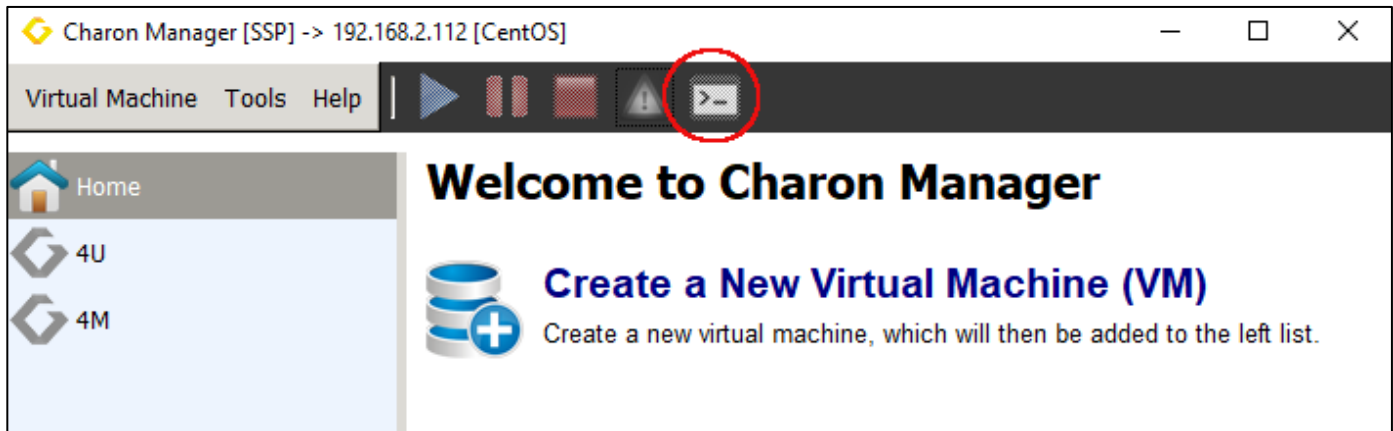 Charon Manager [SSP] -> 192.168.2.112 [CentOS]
Virtual Machine Tools Help
Home
4U
4M
Welcome to Charon Manager
Create a New Virtual Machine (VM)
Create a new virtual machine, which will then be added to the left list.